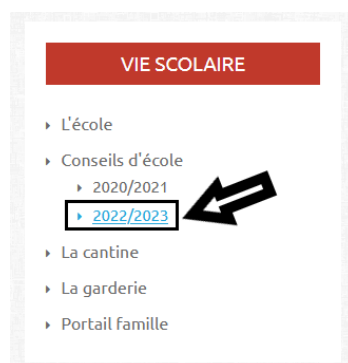 VIE SCOLAIRE
L'école
Conseils d'école
2020/2021
2022/2023
La cantine
La garderie
Portail famille